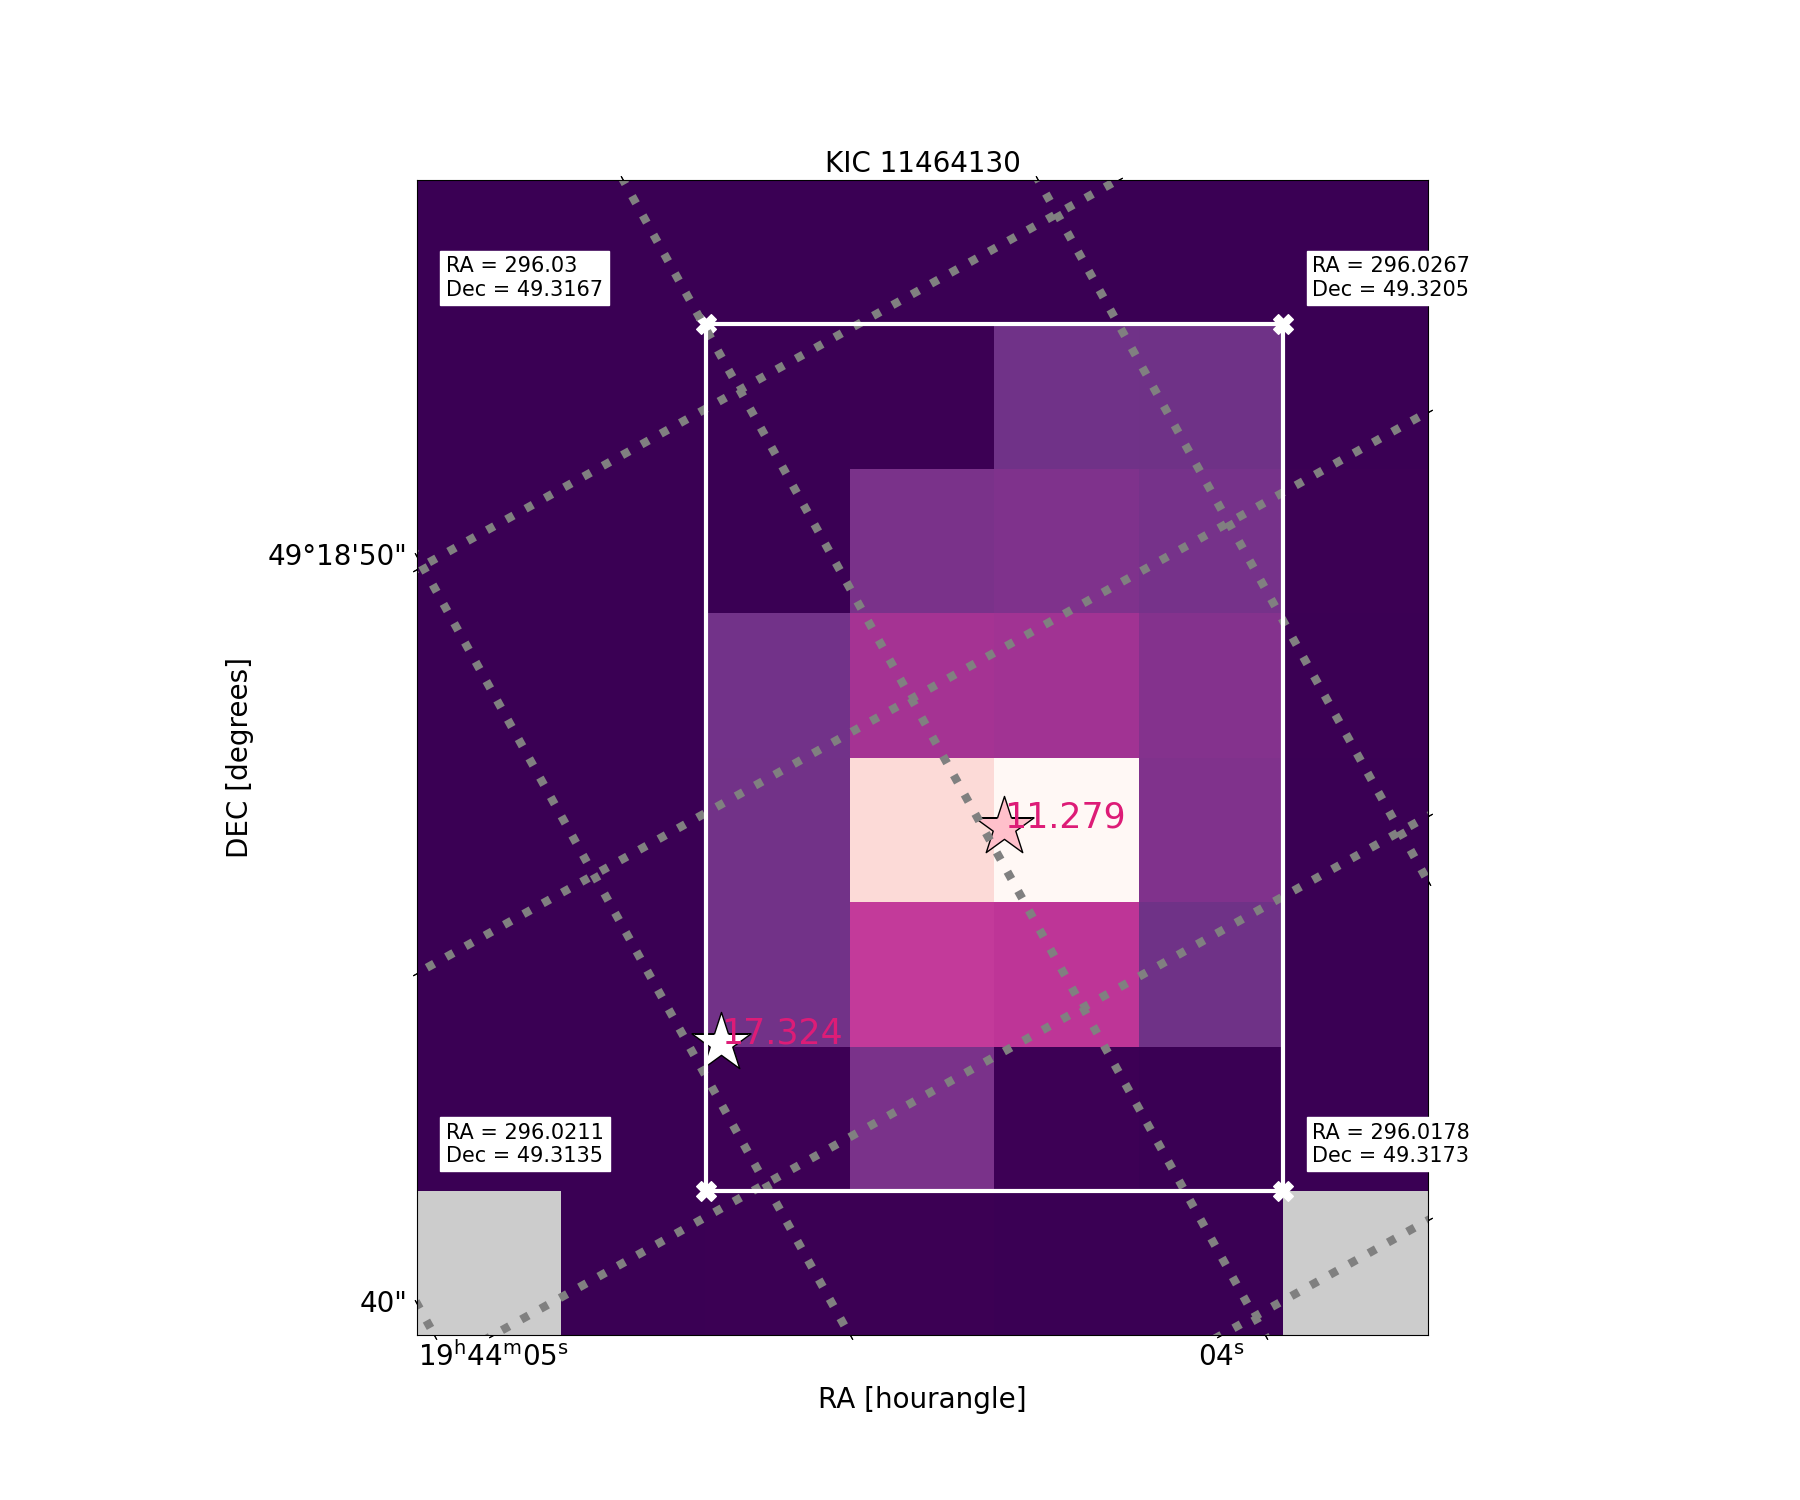 KIC 11464130
RA = 296.03
Dec = 49.3167
RA = 296.0267
Dec = 49.3205
49°18'50"
DEC [degrees]
11.279
17.324
RA = 296.0211
Dec = 49.3135
RA = 296.0178
Dec = 49.3173
40"
19ʰ44ᵐ05ˢ
04ˢ
RA [hourangle]